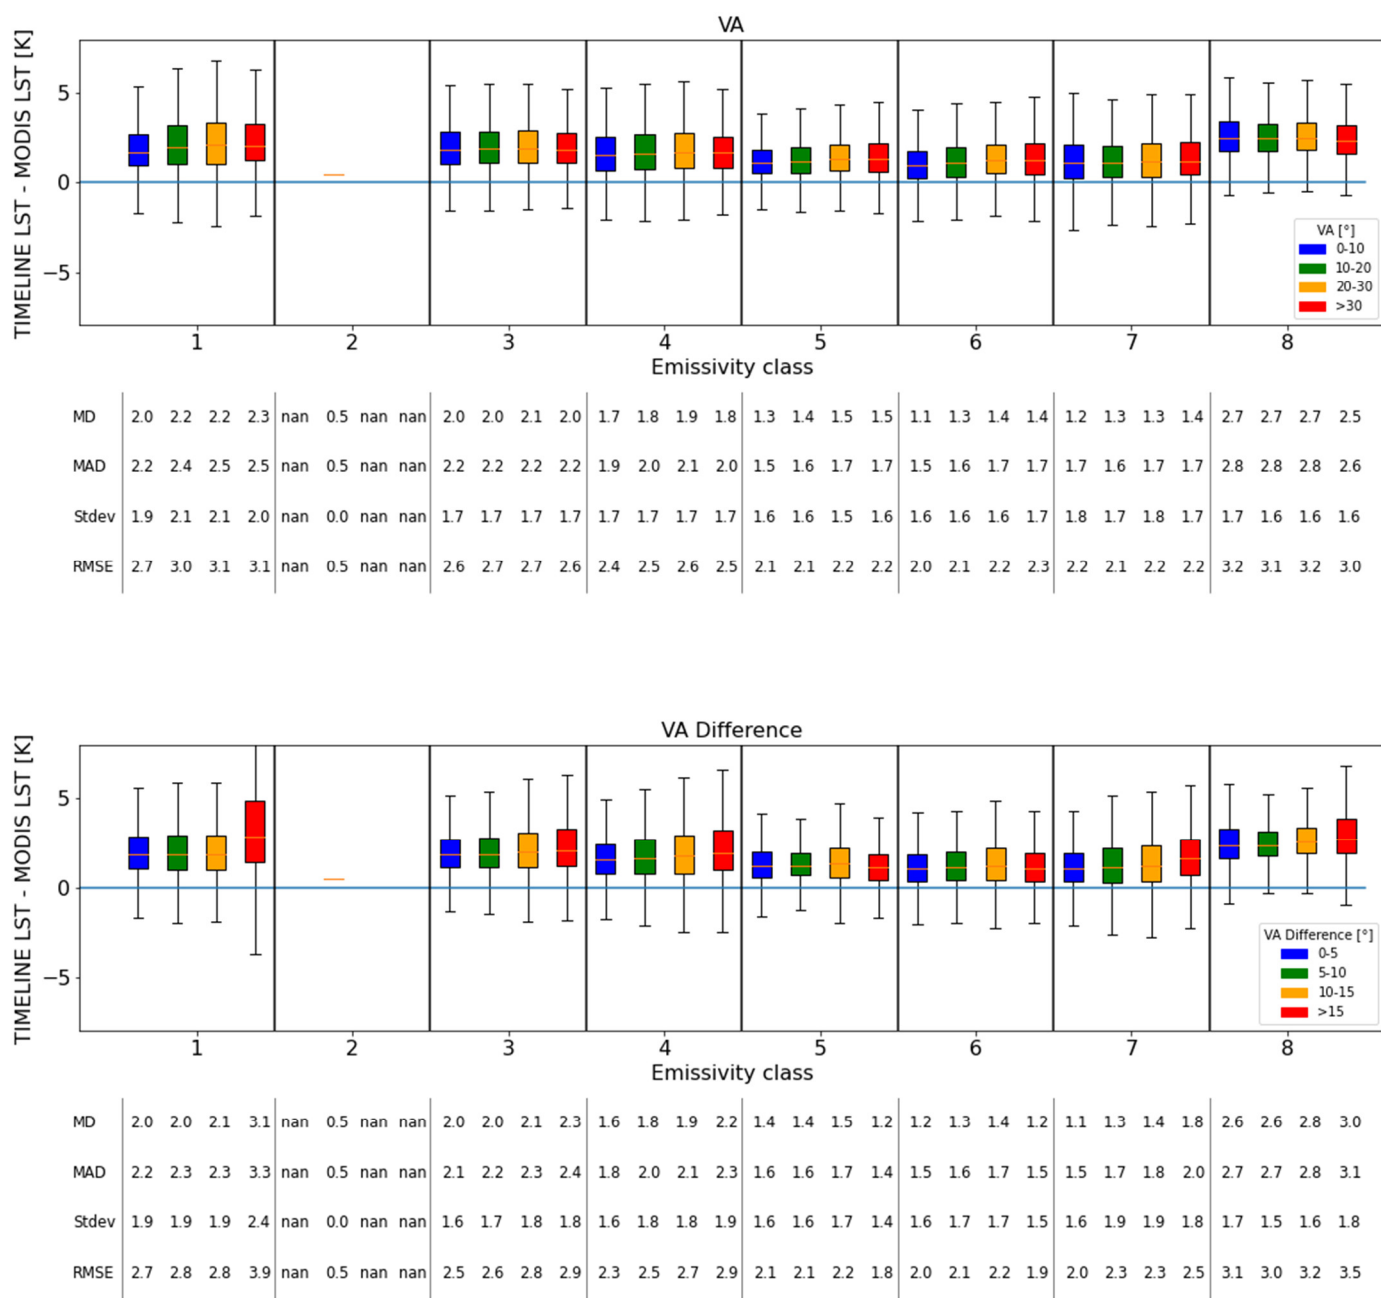 VA
TIMELINE LST - MODIS LST [K]
5
0
−5
VA [°]
0-10
10-20
20-30
>30
1 2 3 4 5 6 7 8
Emissivity class
MD 2.0 2.2 2.2 2.3 nan 0.5 nan nan 2.0 2.0 2.1 2.0 1.7 1.8 1.9 1.8 1.3 1.4 1.5 1.5 1.1 1.3 1.4 1.4 1.2 1.3 1.3 1.4 2.7 2.7 2.7 2.5
MAD 2.2 2.4 2.5 2.5 nan 0.5 nan nan 2.2 2.2 2.2 2.2 1.9 2.0 2.1 2.0 1.5 1.6 1.7 1.7 1.5 1.6 1.7 1.7 1.7 1.6 1.7 1.7 2.8 2.8 2.8 2.6
Stdev 1.9 2.1 2.1 2.0 nan 0.0 nan nan 1.7 1.7 1.7 1.7 1.7 1.7 1.7 1.7 1.6 1.6 1.5 1.6 1.6 1.6 1.6 1.7 1.8 1.7 1.8 1.7 1.7 1.6 1.6 1.6
RMSE 2.7 3.0 3.1 3.1 nan 0.5 nan nan 2.6 2.7 2.7 2.6 2.4 2.5 2.6 2.5 2.1 2.1 2.2 2.2 2.0 2.1 2.2 2.3 2.2 2.1 2.2 2.2 3.2 3.1 3.2 3.0
VA Difference
TIMELINE LST - MODIS LST [K]
5
0
−5
VA Difference [°]
0-5
5-10
10-15
>15
1 2 3 4 5 6 7 8
Emissivity class
MD 2.0 2.0 2.1 3.1 nan 0.5 nan nan 2.0 2.0 2.1 2.3 1.6 1.8 1.9 2.2 1.4 1.4 1.5 1.2 1.2 1.3 1.4 1.2 1.1 1.3 1.4 1.8 2.6 2.6 2.8 3.0
MAD 2.2 2.3 2.3 3.3 nan 0.5 nan nan 2.1 2.2 2.3 2.4 1.8 2.0 2.1 2.3 1.6 1.6 1.7 1.4 1.5 1.6 1.7 1.5 1.5 1.7 1.8 2.0 2.7 2.7 2.8 3.1
Stdev 1.9 1.9 1.9 2.4 nan 0.0 nan nan 1.6 1.7 1.8 1.8 1.6 1.8 1.8 1.9 1.6 1.6 1.7 1.4 1.6 1.7 1.7 1.5 1.6 1.9 1.9 1.8 1.7 1.5 1.6 1.8
RMSE 2.7 2.8 2.8 3.9 nan 0.5 nan nan 2.5 2.6 2.8 2.9 2.3 2.5 2.7 2.9 2.1 2.1 2.2 1.8 2.0 2.1 2.2 1.9 2.0 2.3 2.3 2.5 3.1 3.0 3.2 3.5